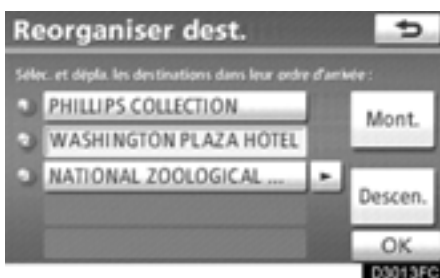 Reorganiser dest.
Sélec. et dépla. les destinations dans leur ordre d'arrivée :
PHILLIPS COLLECTION
Mont.
WASHINGTON PLAZA HOTEL
NATIONAL ZOOLOGICAL ...
Descen.
OK
D3013FC